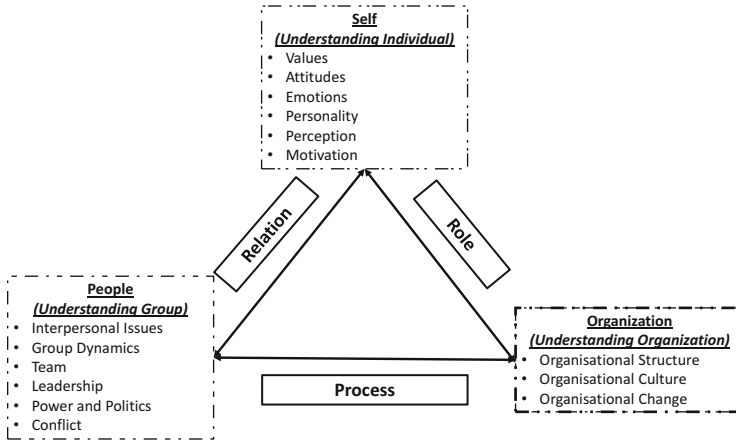 Self
(Understanding Individual)
• Values
• Attitudes
• Emotions
• Personality
• Perception
• Motivation
Relation
Role
People
(Understanding Group)
• Interpersonal Issues
• Group Dynamics
• Team
• Leadership
• Power and Politics
• Conflict
Organization
(Understanding Organization)
• Organisational Structure
• Organisational Culture
• Organisational Change
Process